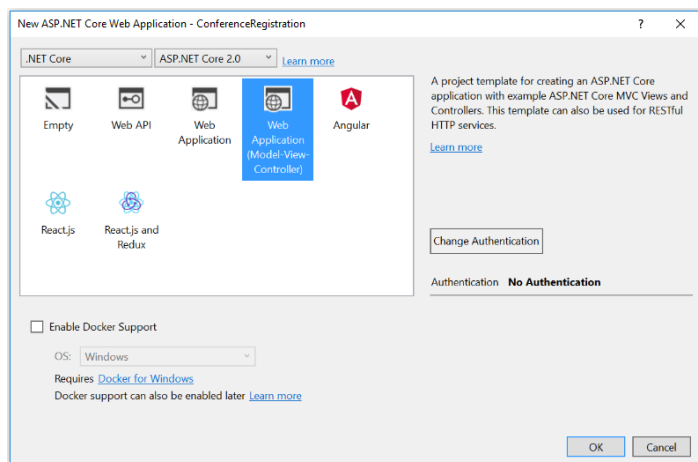 New ASP.NET Core Web Application - ConferenceRegistration
.NET Core
ASP.NET Core 2.0
Learn more
Empty
Web API
Web
Application
Web
Application
(Model-View-
Controller)
Angular
React.js
React.js and
Redux
A project template for creating an ASP.NET Core
application with example ASP.NET Core MVC Views and
Controllers. This template can also be used for RESTful
HTTP services.
Learn more
Change Authentication
Authentication No Authentication
Enable Docker Support
OS: Windows
Requires Docker for Windows
Docker support can also be enabled later Learn more
OK
Cancel